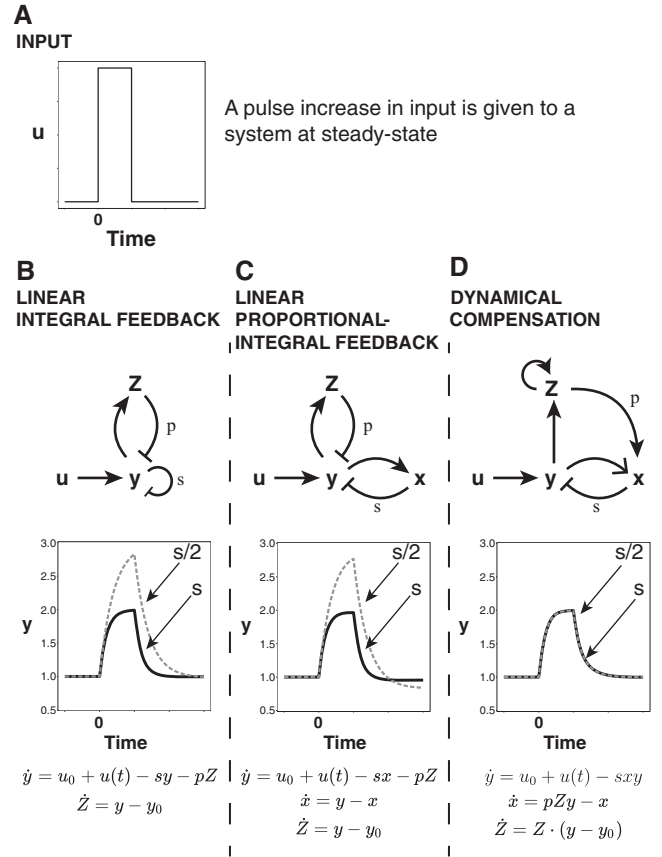 A
INPUT
u
0
Time
A pulse increase in input is given to a
system at steady-state
B
LINEAR
INTEGRAL FEEDBACK
Z
p
u
y
s
3.0
2.5
2.0
1.5
1.0
0.5
y
s/2
s
0
Time
ẏ = u₀ + u(t) − sy − pZ
Ż = y − y₀
C
LINEAR
PROPORTIONAL-
INTEGRAL FEEDBACK
Z
p
u
y
x
s
3.0
2.5
2.0
1.5
1.0
0.5
y
s/2
s
0
Time
ẏ = u₀ + u(t) − sx − pZ
ẋ = y − x
Ż = y − y₀
D
DYNAMICAL
COMPENSATION
Z
p
u
y
x
s
3.0
2.5
2.0
1.5
1.0
0.5
y
s/2
s
0
Time
ẏ = u₀ + u(t) − sxy
ẋ = pZy − x
Ż = Z · (y − y₀)